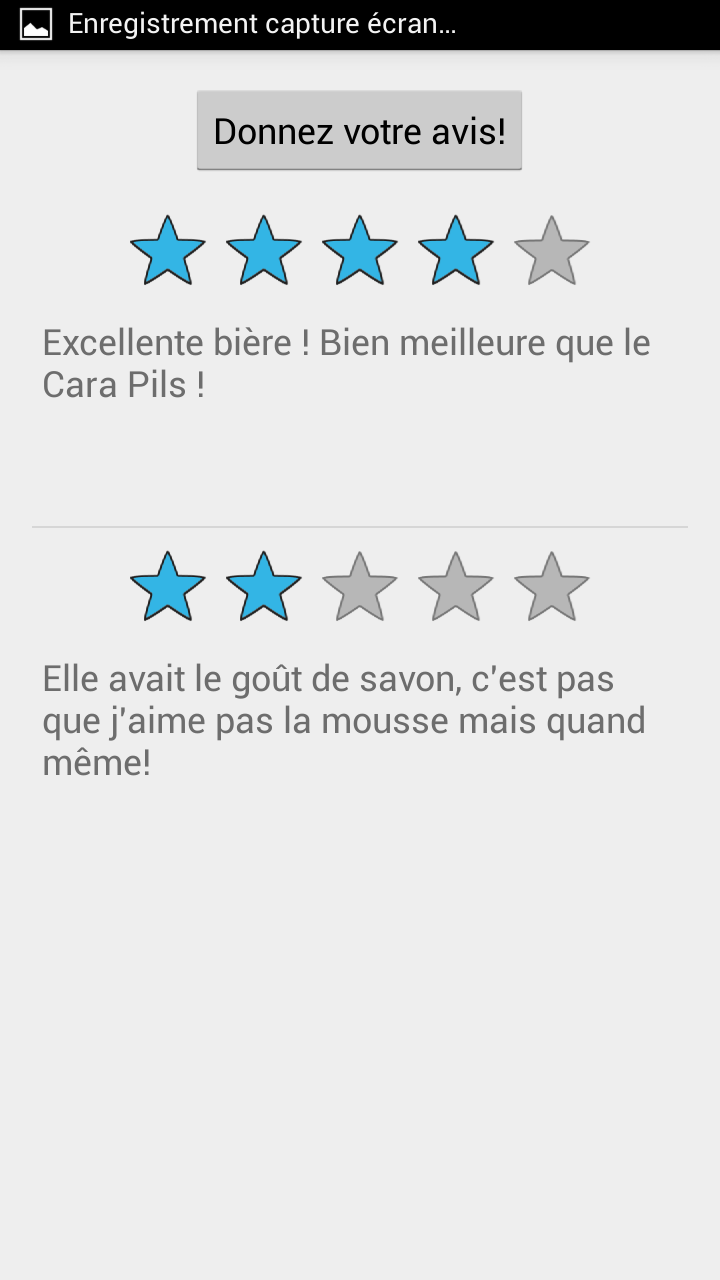 Enregistrement capture écran...
Donnez votre avis!
Excellente bière ! Bien meilleure que le
Cara Pils !
Elle avait le goût de savon, c'est pas
que j'aime pas la mousse mais quand
même!